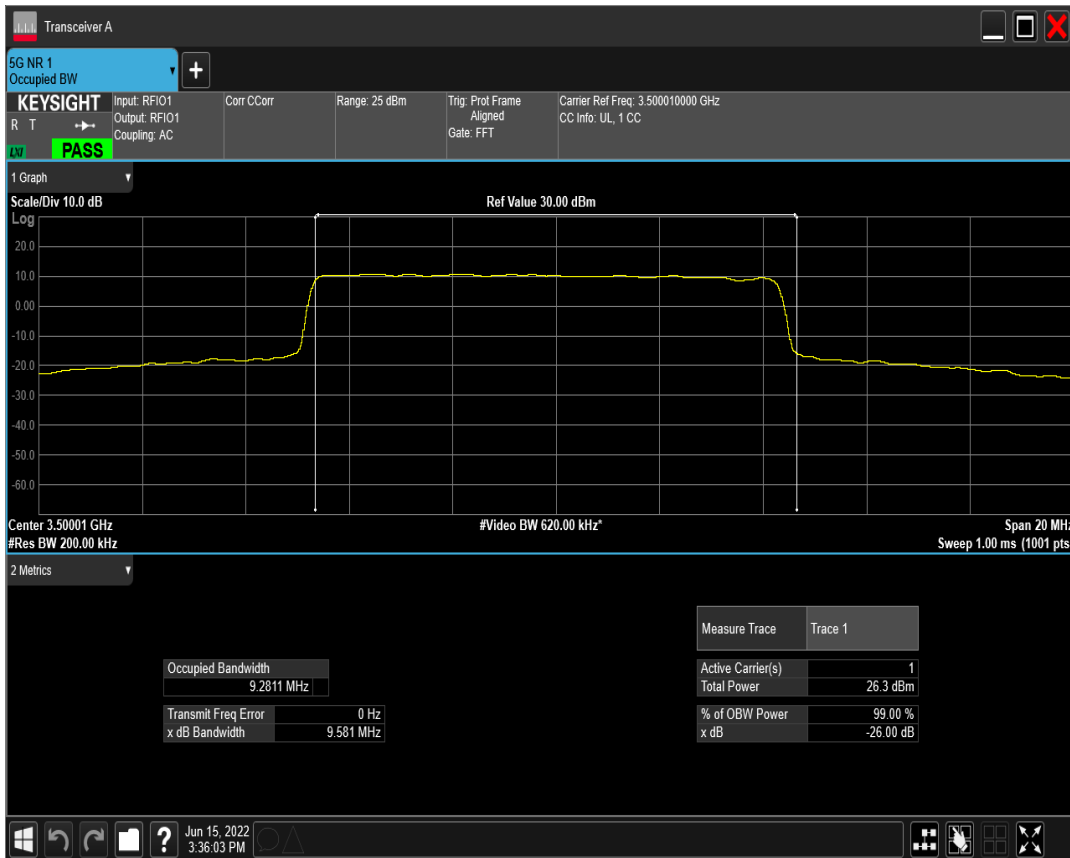 Transceiver A
5G NR 1
Occupied BW
+
KEYSIGHT
R T
LXI
PASS
Input: RFIO1
Output: RFIO1
Coupling: AC
Corr CCorr
Range: 25 dBm
Trig: Prot Frame
Aligned
Gate: FFT
Carrier Ref Freq: 3.500010000 GHz
CC Info: UL, 1 CC
1 Graph
Scale/Div 10.0 dB
Ref Value 30.00 dBm
Log
20.0
10.0
0.00
-10.0
-20.0
-30.0
-40.0
-50.0
-60.0
Center 3.50001 GHz
#Video BW 620.00 kHz*
Span 20 MHz
#Res BW 200.00 kHz
Sweep 1.00 ms (1001 pts
2 Metrics
Measure Trace Trace 1
Occupied Bandwidth
9.2811 MHz
Active Carrier(s) 1
Total Power 26.3 dBm
Transmit Freq Error 0 Hz
x dB Bandwidth 9.581 MHz
% of OBW Power 99.00 %
x dB -26.00 dB
?
Jun 15, 2022
3:36:03 PM